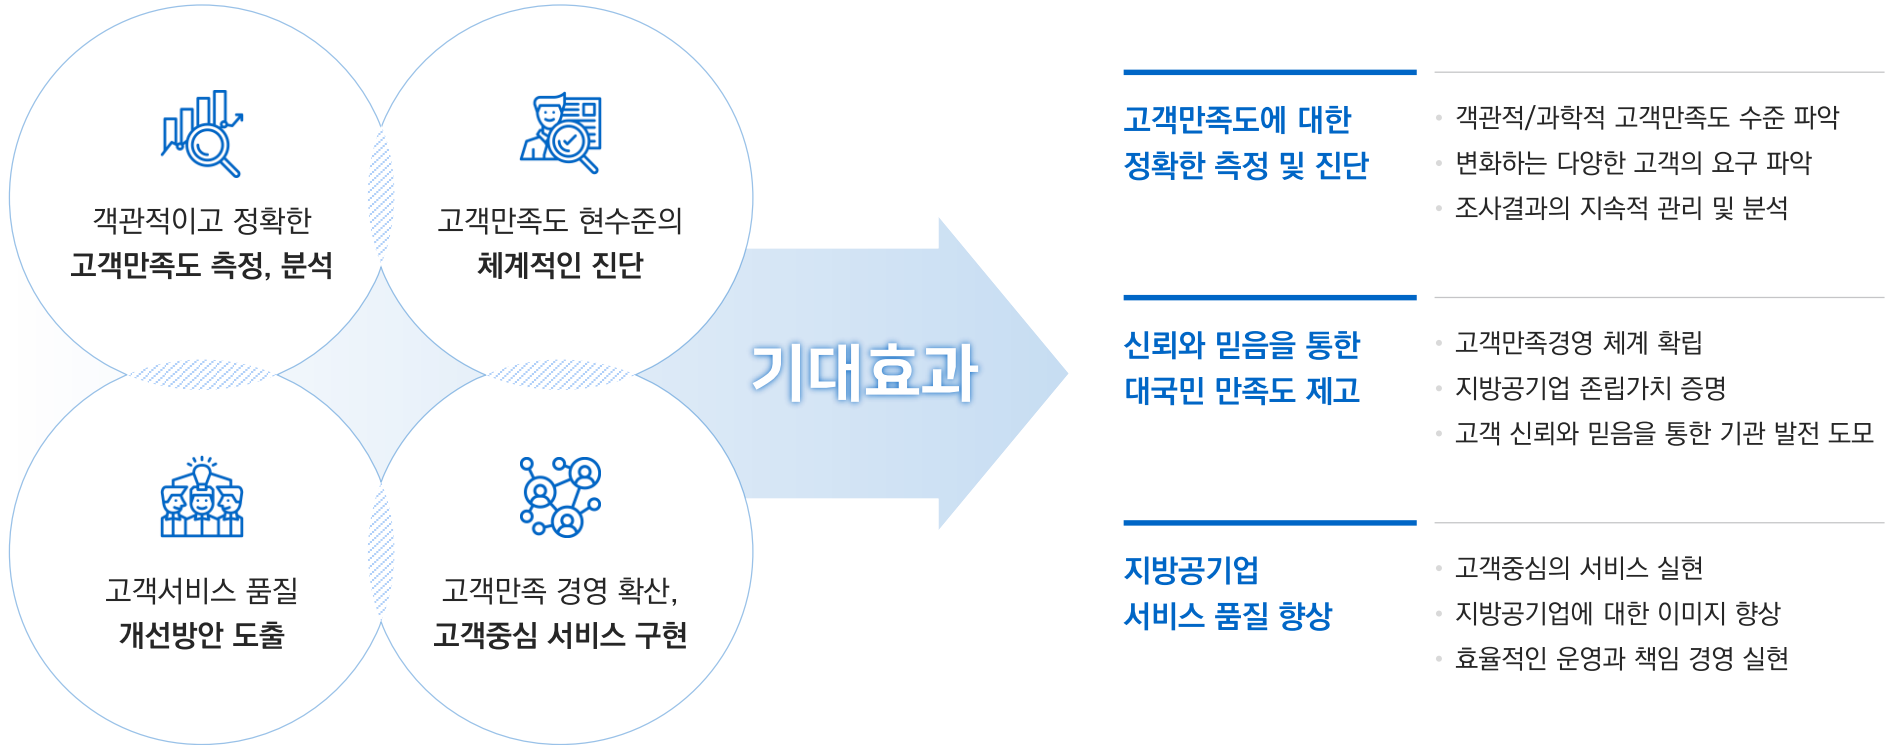 객관적이고 정확한
고객만족도 측정, 분석
고객만족도 현수준의
체계적인 진단
고객서비스 품질
개선방안 도출
고객만족 경영 확산,
고객중심 서비스 구현
기대효과
고객만족도에 대한
정확한 측정 및 진단
• 객관적/과학적 고객만족도 수준 파악
• 변화하는 다양한 고객의 요구 파악
• 조사결과의 지속적 관리 및 분석
신뢰와 믿음을 통한
대국민 만족도 제고
• 고객만족경영 체계 확립
• 지방공기업 존립가치 증명
• 고객 신뢰와 믿음을 통한 기관 발전 도모
지방공기업
서비스 품질 향상
• 고객중심의 서비스 실현
• 지방공기업에 대한 이미지 향상
• 효율적인 운영과 책임 경영 실현